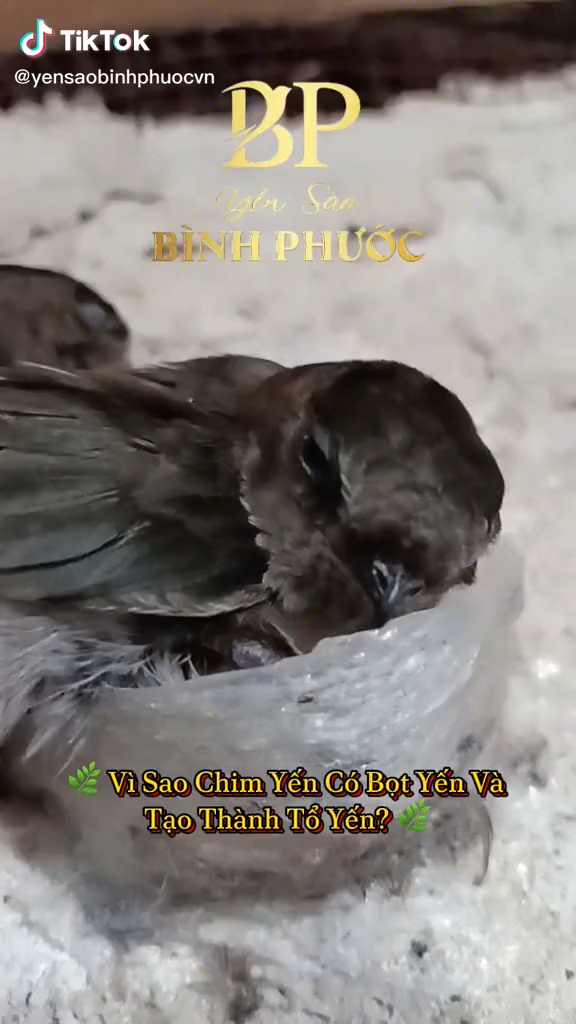 TikTok
@yensaobinhphuocvn
BP
Yến Sào
BÌNH PHƯỚC
🌿 Vì Sao Chim Yến Có Bọt Yến Và
Tạo Thành Tổ Yến? 🌿